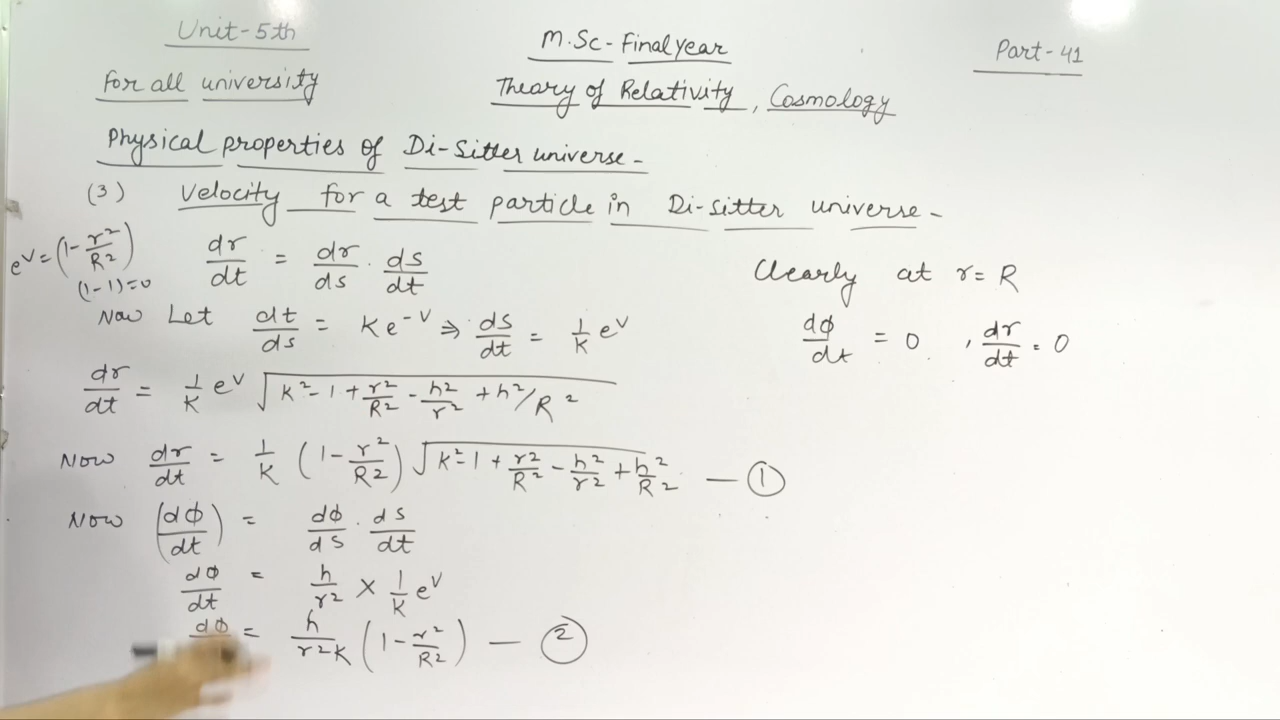 Unit-5th
M.Sc-Final year
Part-41
For all university
Theory of Relativity, Cosmology
Physical properties of Di-Sitter universe-
(3) Velocity for a test particle in Di-sitter universe-
e^v = (1 - r²/R²)
(1-1)=0
dr/dt = dr/ds . ds/dt
Now Let dt/ds = K e^-v ⇒ ds/dt = 1/K e^v
dr/dt = 1/K e^v √(K² - 1 + r²/R² - h²/r² + h²/R²)
Now dr/dt = 1/K (1 - r²/R²) √(K² - 1 + r²/R² - h²/r² + h²/R²) — ①
Now (dφ/dt) = dφ/ds . ds/dt
dφ/dt = h/r² × 1/K e^v
dφ = h/r²K (1 - r²/R²) — ②
Clearly at r = R
dφ/dt = 0 , dr/dt = 0